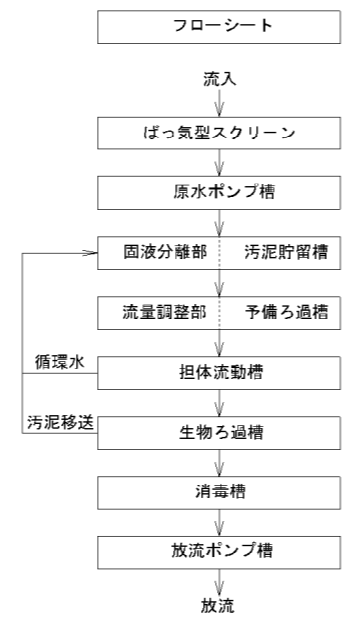 フローシート
流入
ばっ気型スクリーン
原水ポンプ槽
固液分離部 汚泥貯留槽
流量調整部 予備ろ過槽
循環水
担体流動槽
汚泥移送
生物ろ過槽
消毒槽
放流ポンプ槽
放流